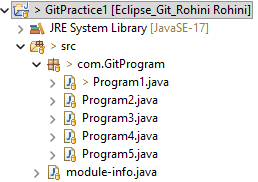 > GitPractice1 [Eclipse_Git_Rohini Rohini]
JRE System Library [JavaSE-17]
> src
> com.GitProgram
> Program1.java
Program2.java
Program3.java
Program4.java
Program5.java
module-info.java